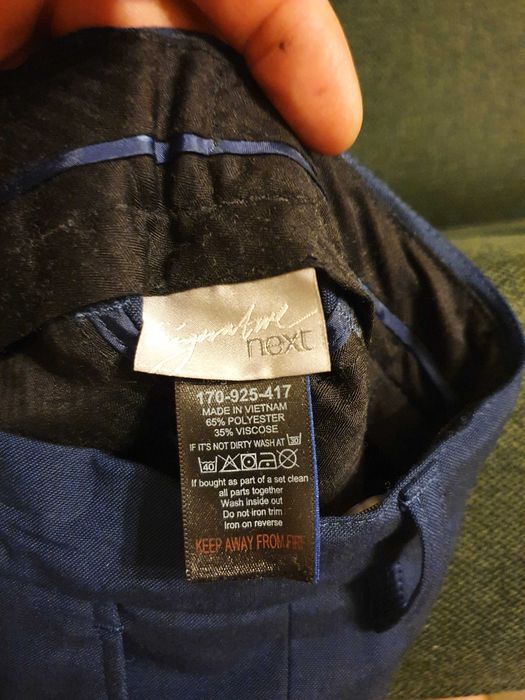 Signature
next
170-925-417
MADE IN VIETNAM
65% POLYESTER
35% VISCOSE
IF IT'S NOT DIRTY WASH AT 30
40
If bought as part of a set clean
all parts together
Wash inside out
Do not iron trim
Iron on reverse
KEEP AWAY FROM FIRE